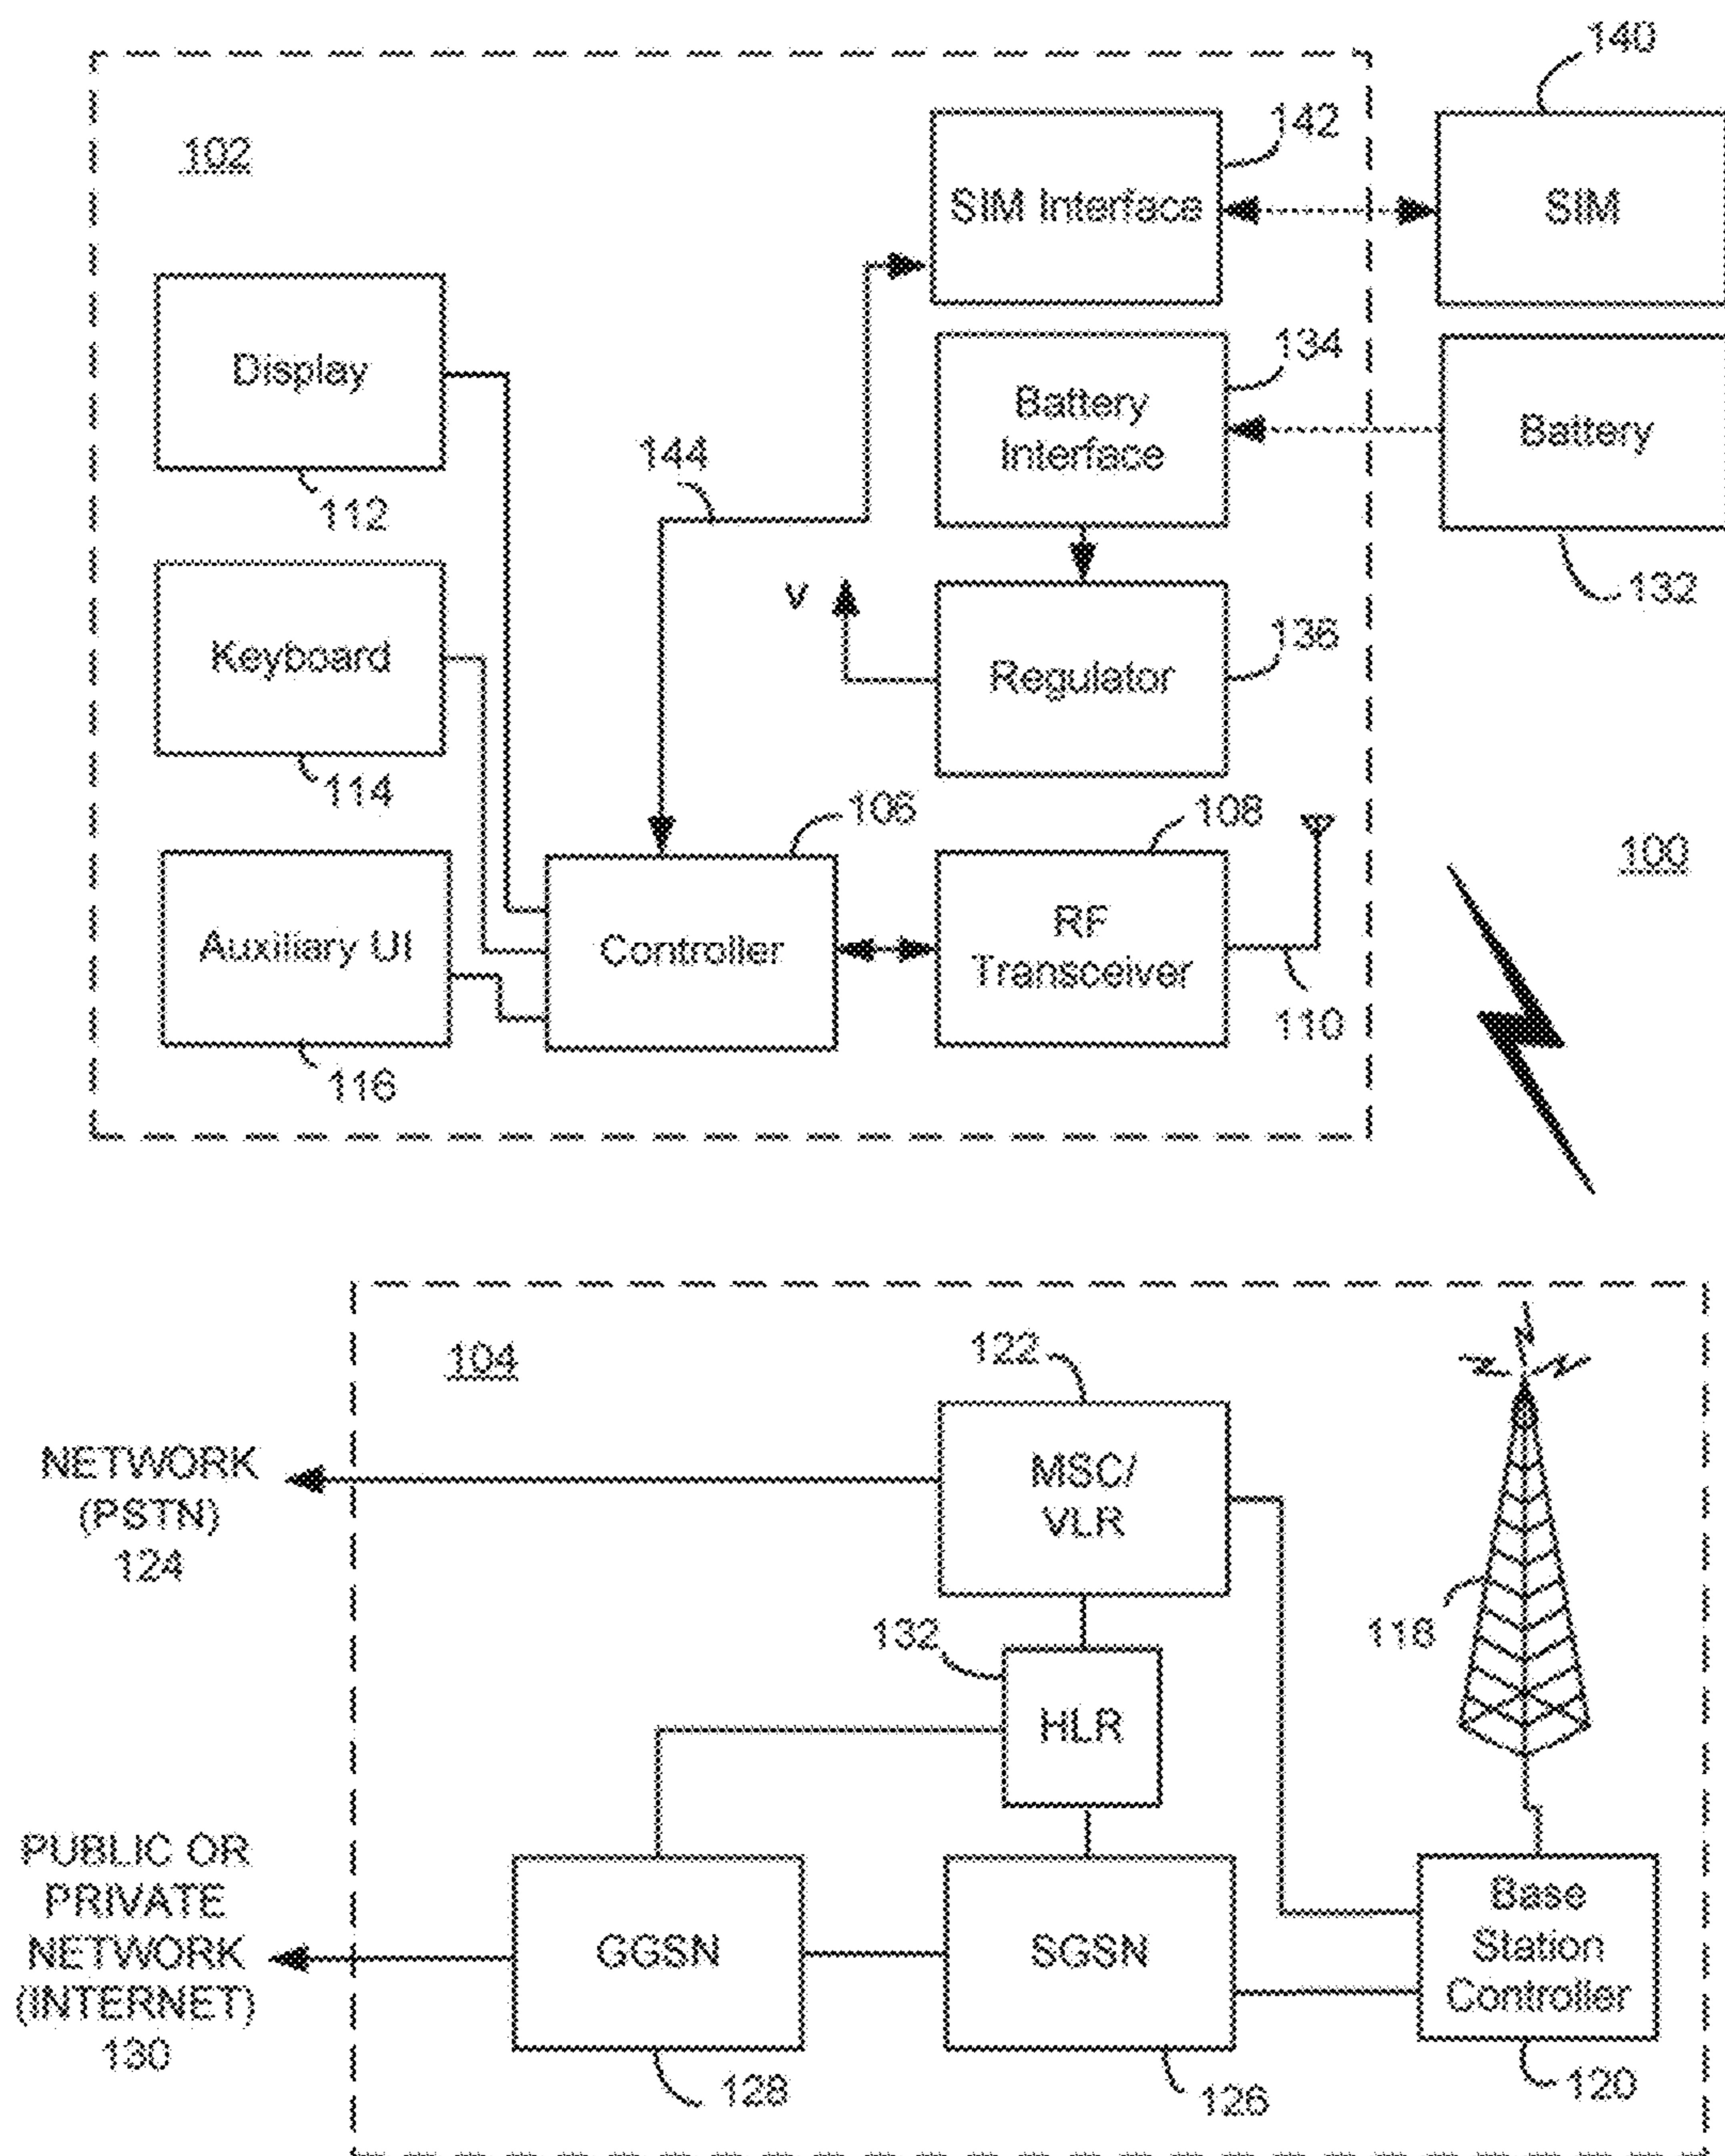 140
142
102
SIM Interface
SIM
134
Display
Battery
Interface
Battery
144
112
V
132
136
Keyboard
Regulator
114
106
108
100
RF
Transceiver
Auxiliary UI
Controller
110
116
122
104
NETWORK
(PSTN)
124
MSC/
VLR
118
132
HLR
PUBLIC OR
PRIVATE
NETWORK
(INTERNET)
130
GGSN
SGSN
Base
Station
Controller
128
126
120